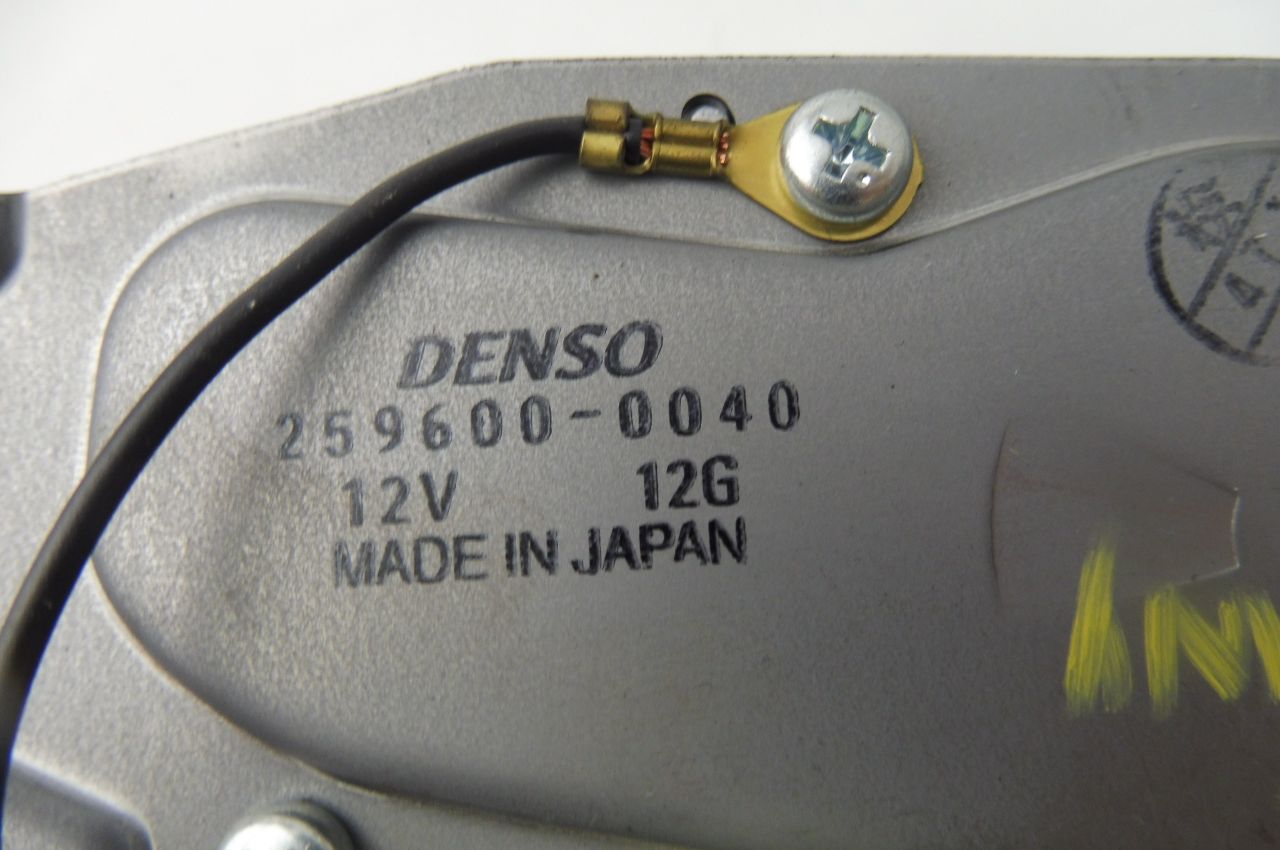 DENSO
259600-0040
12V 12G
MADE IN JAPAN